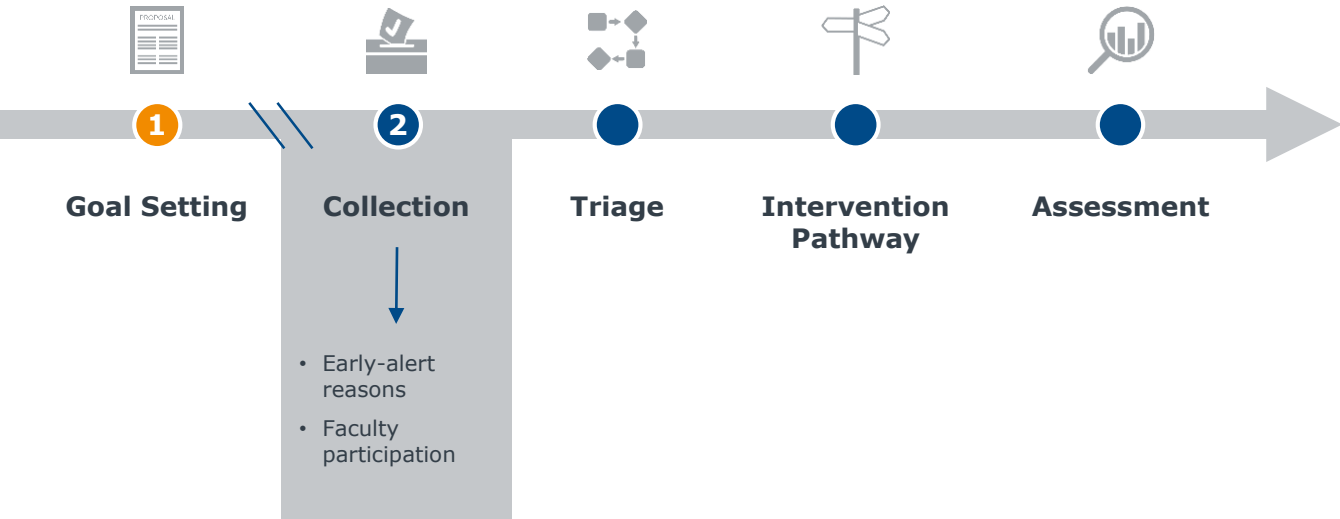 PROPOSAL
1
2
Goal Setting
Collection
Triage
Intervention
Pathway
Assessment
• Early-alert
reasons
• Faculty
participation